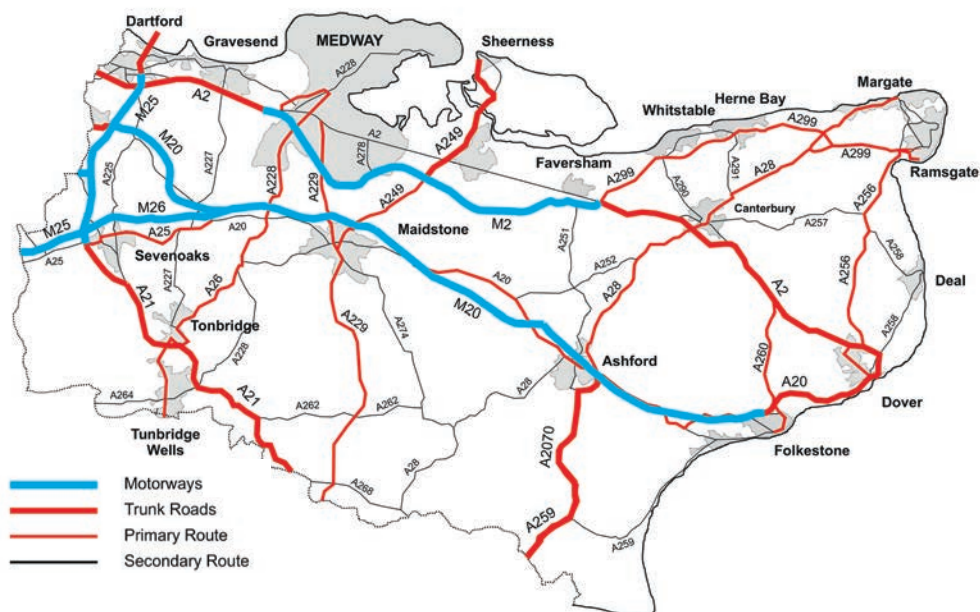 Dartford
Gravesend
MEDWAY
Sheerness
A228
M25
A2
A2
A278
A249
Whitstable
Herne Bay
Margate
A299
A299
Ramsgate
M20
A227
A225
A228
A229
A249
Faversham
A299
A290
A291
A28
A256
Canterbury
A257
M25
M26
A25
A25
A20
Sevenoaks
Maidstone
M2
A251
A252
A258
Deal
A21
A227
A26
Tonbridge
A228
A229
A274
A20
M20
A28
A2
A256
A258
A260
A20
Dover
Ashford
A264
A21
A262
A262
A28
Tunbridge
Wells
A28
A268
A2070
A259
A259
Folkestone
Motorways
Trunk Roads
Primary Route
Secondary Route